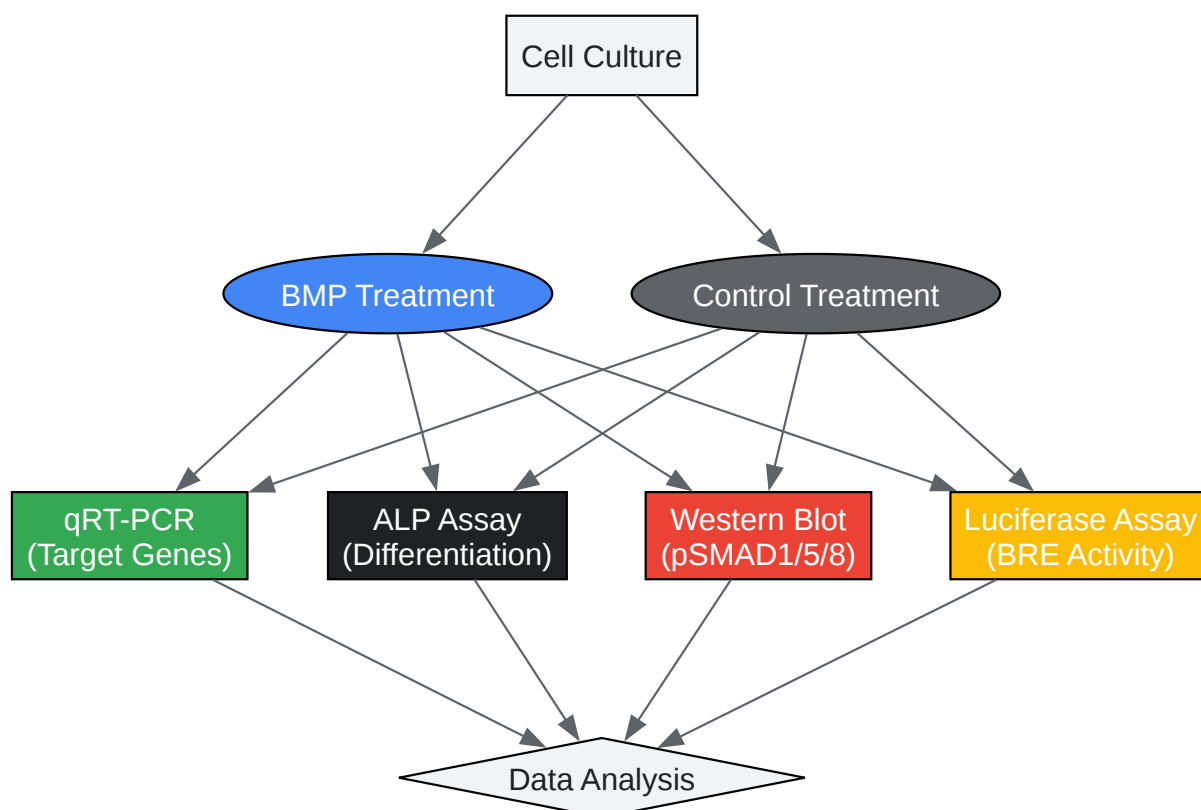 Cell Culture
BMP Treatment
Control Treatment
qRT-PCR
(Target Genes)
ALP Assay
(Differentiation)
Western Blot
(pSMAD1/5/8)
Luciferase Assay
(BRE Activity)
Data Analysis